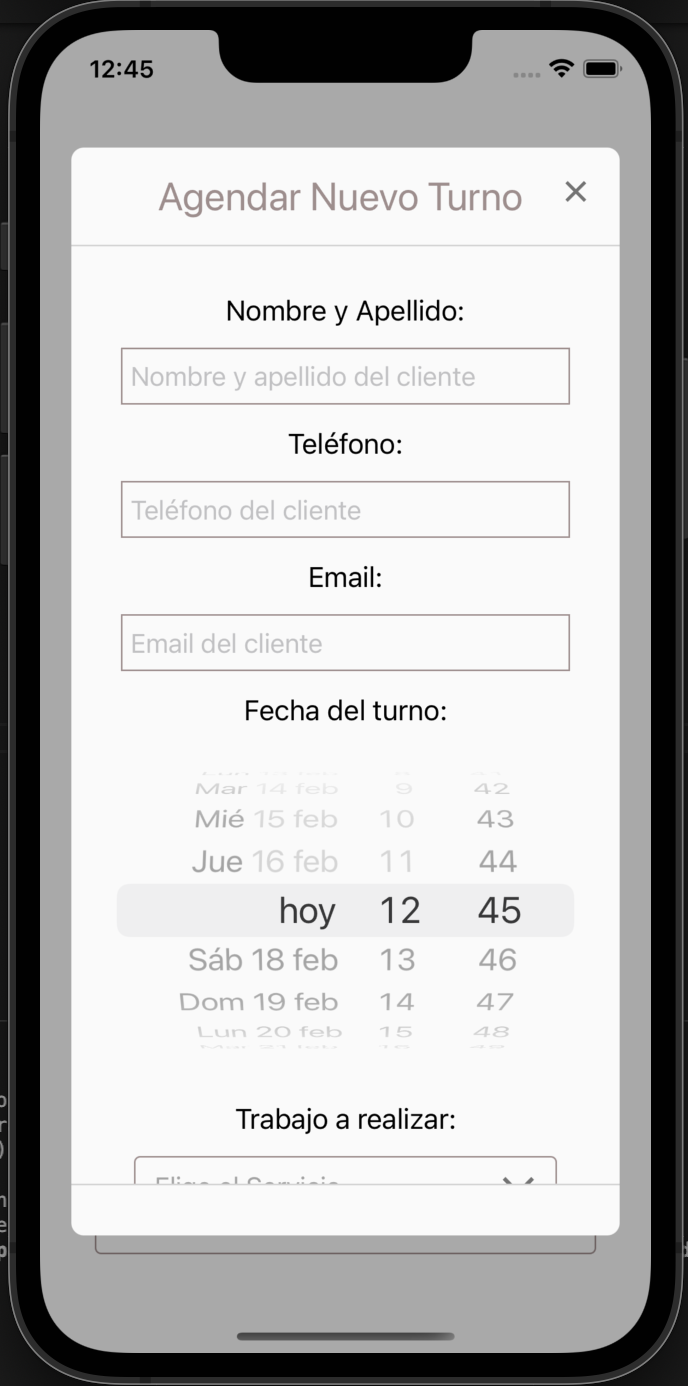 12:45
Agendar Nuevo Turno ×
Nombre y Apellido:
Nombre y apellido del cliente
Teléfono:
Teléfono del cliente
Email:
Email del cliente
Fecha del turno:
Mar 14 feb 9 42
Mié 15 feb 10 43
Jue 16 feb 11 44
hoy 12 45
Sáb 18 feb 13 46
Dom 19 feb 14 47
Lun 20 feb 15 48
Trabajo a realizar: